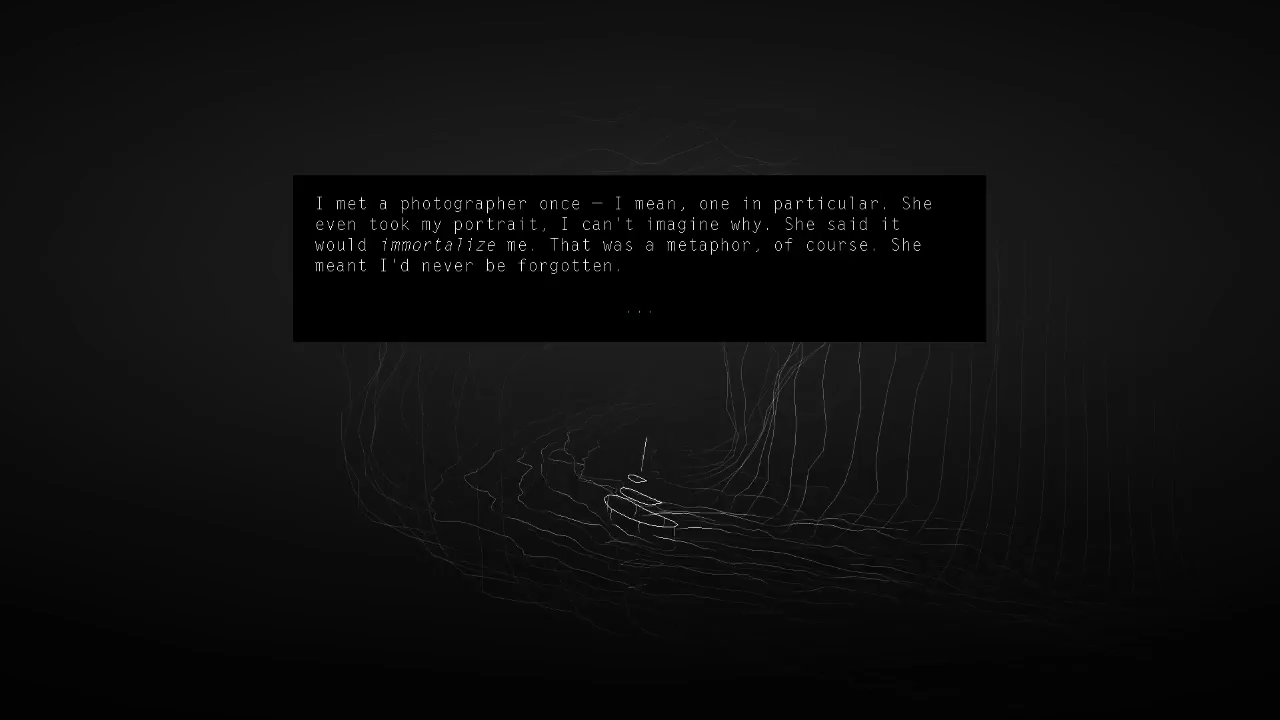 I met a photographer once — I mean, one in particular. She
even took my portrait, I can't imagine why. She said it
would immortalize me. That was a metaphor, of course. She
meant I'd never be forgotten.
...